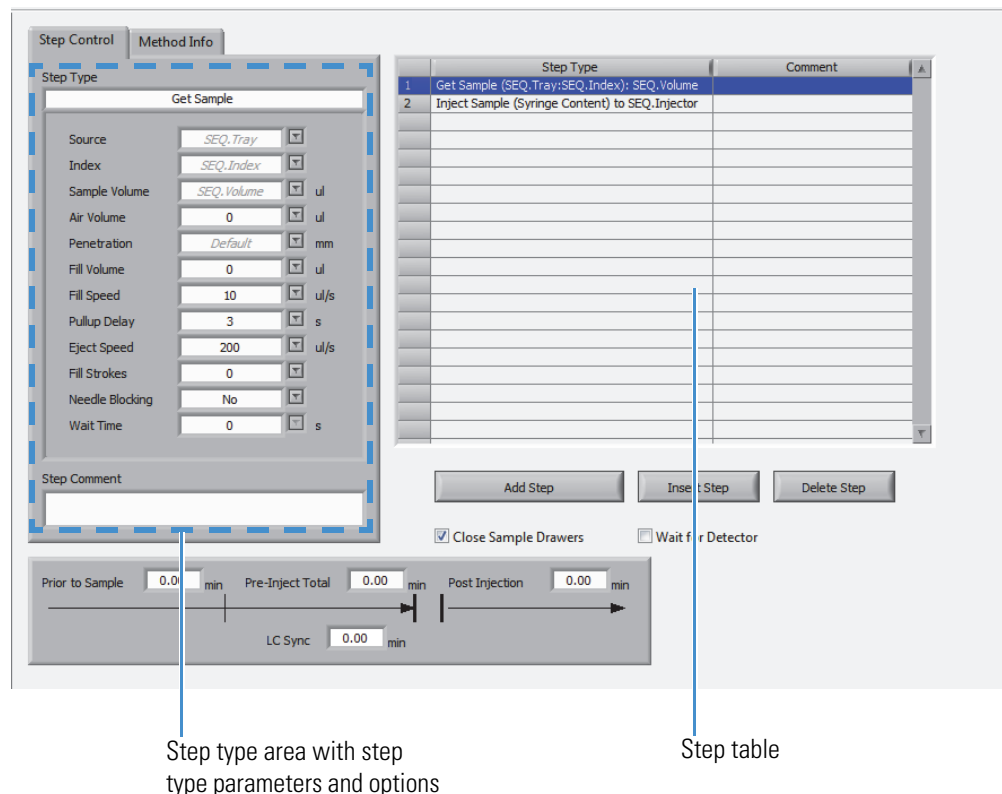 Step Control Method Info
Step Type
Get Sample
Source SEQ.Tray
Index SEQ.Index
Sample Volume SEQ.Volume ul
Air Volume 0 ul
Penetration Default mm
Fill Volume 0 ul
Fill Speed 10 ul/s
Pullup Delay 3 s
Eject Speed 200 ul/s
Fill Strokes 0
Needle Blocking No
Wait Time 0 s
Step Comment
Step Type Comment
1 Get Sample (SEQ.Tray:SEQ.Index): SEQ.Volume
2 Inject Sample (Syringe Content) to SEQ.Injector
Add Step Insert Step Delete Step
Close Sample Drawers Wait for Detector
Prior to Sample 0.00 min Pre-Inject Total 0.00 min Post Injection 0.00 min
LC Sync 0.00 min
Step type area with step
type parameters and options
Step table